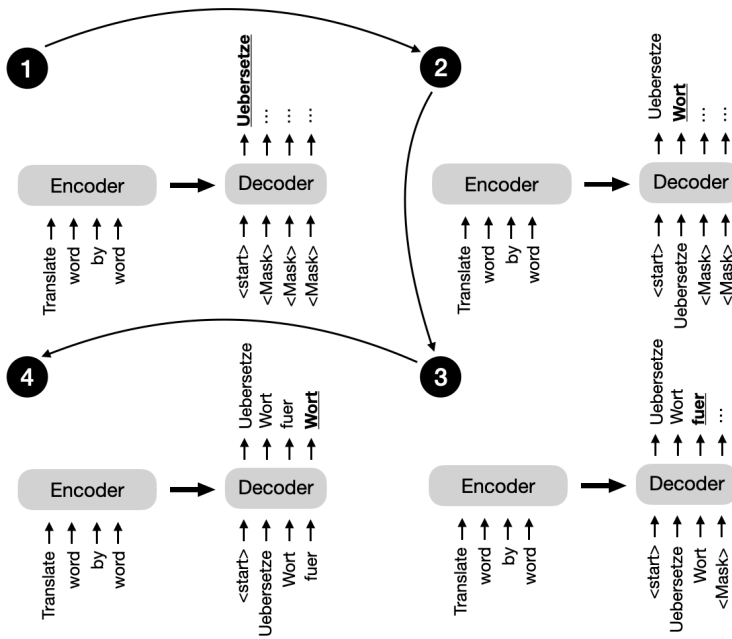 1
Uebersetze
...
...
...
Encoder
Decoder
Translate
word
by
word
<start>
<Mask>
<Mask>
<Mask>
2
Uebersetze
Wort
...
...
Encoder
Decoder
Translate
word
by
word
<start>
Uebersetze
<Mask>
<Mask>
4
Uebersetze
Wort
fuer
Wort
Encoder
Decoder
Translate
word
by
word
<start>
Uebersetze
Wort
fuer
3
Uebersetze
Wort
fuer
...
Encoder
Decoder
Translate
word
by
word
<start>
Uebersetze
Wort
<Mask>